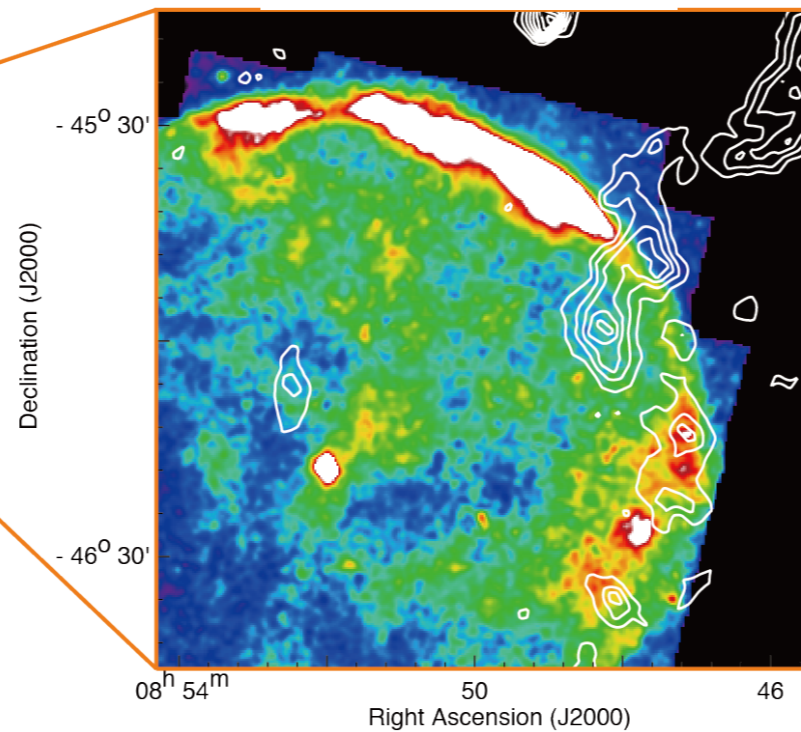 - 45° 30'
Declination (J2000)
- 46° 30'
08h 54m 50 46
Right Ascension (J2000)